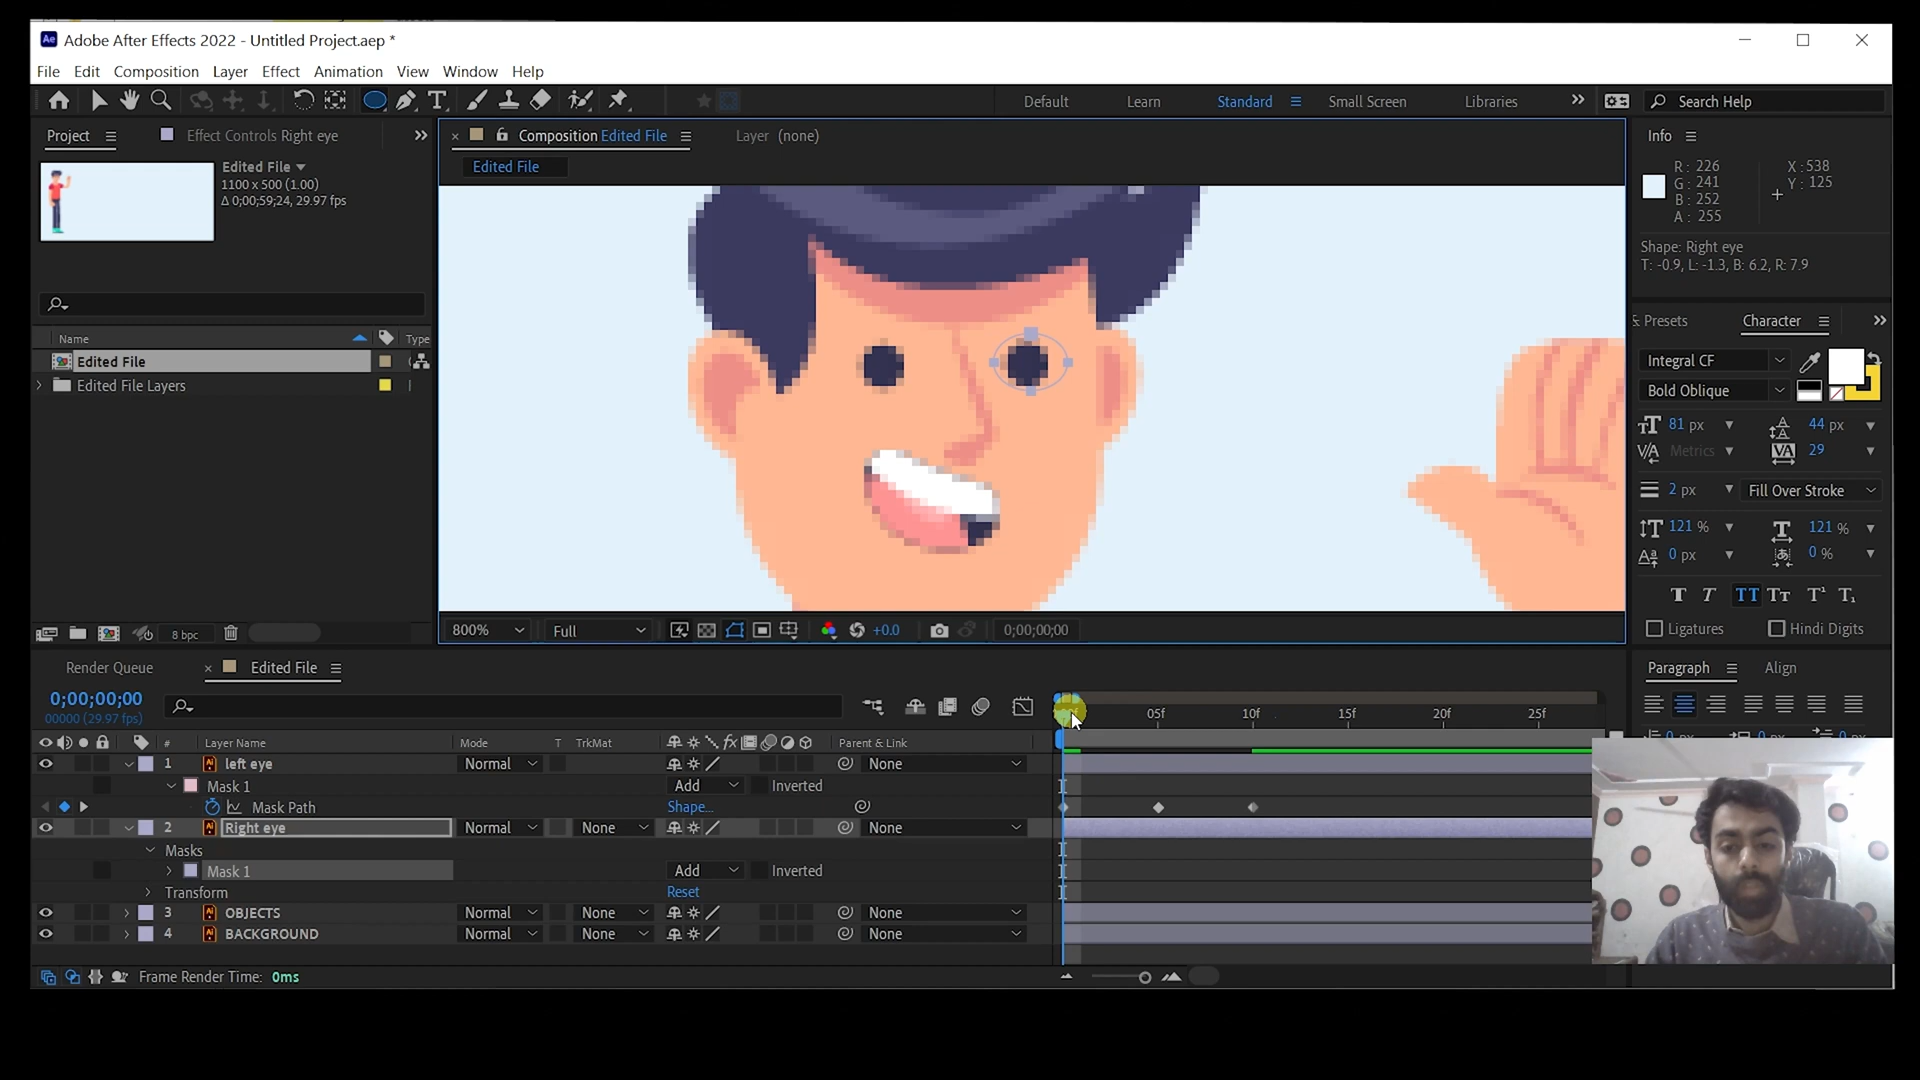 Ae Adobe After Effects 2022 - Untitled Project.aep *
File Edit Composition Layer Effect Animation View Window Help
Default Learn Standard Small Screen Libraries Search Help
Project Effect Controls Right eye
Edited File
1100 x 500 (1.00)
Δ 0;00;59;24, 29.97 fps
Name Type
Edited File
Edited File Layers
8 bpc
Composition Edited File Layer (none)
Edited File
800% Full +0.0 0;00;00;00
Info
R : 226 X : 538
G : 241 Y : 125
B : 252
A : 255
Shape: Right eye
T: -0.9, L: -1.3, B: 6.2, R: 7.9
& Presets Character
Integral CF
Bold Oblique
81 px 44 px
Metrics 29
2 px Fill Over Stroke
121 % 121 %
0 px 0 %
Ligatures Hindi Digits
Paragraph Align
Render Queue Edited File
0;00;00;00
00000 (29.97 fps)
05f 10f 15f 20f 25f
# Layer Name Mode T TrkMat Parent & Link
1 left eye Normal None
Mask 1 Add Inverted
Mask Path Shape...
2 Right eye Normal None None
Masks
Mask 1 Add Inverted
Transform Reset
3 OBJECTS Normal None None
4 BACKGROUND Normal None None
Frame Render Time: 0ms